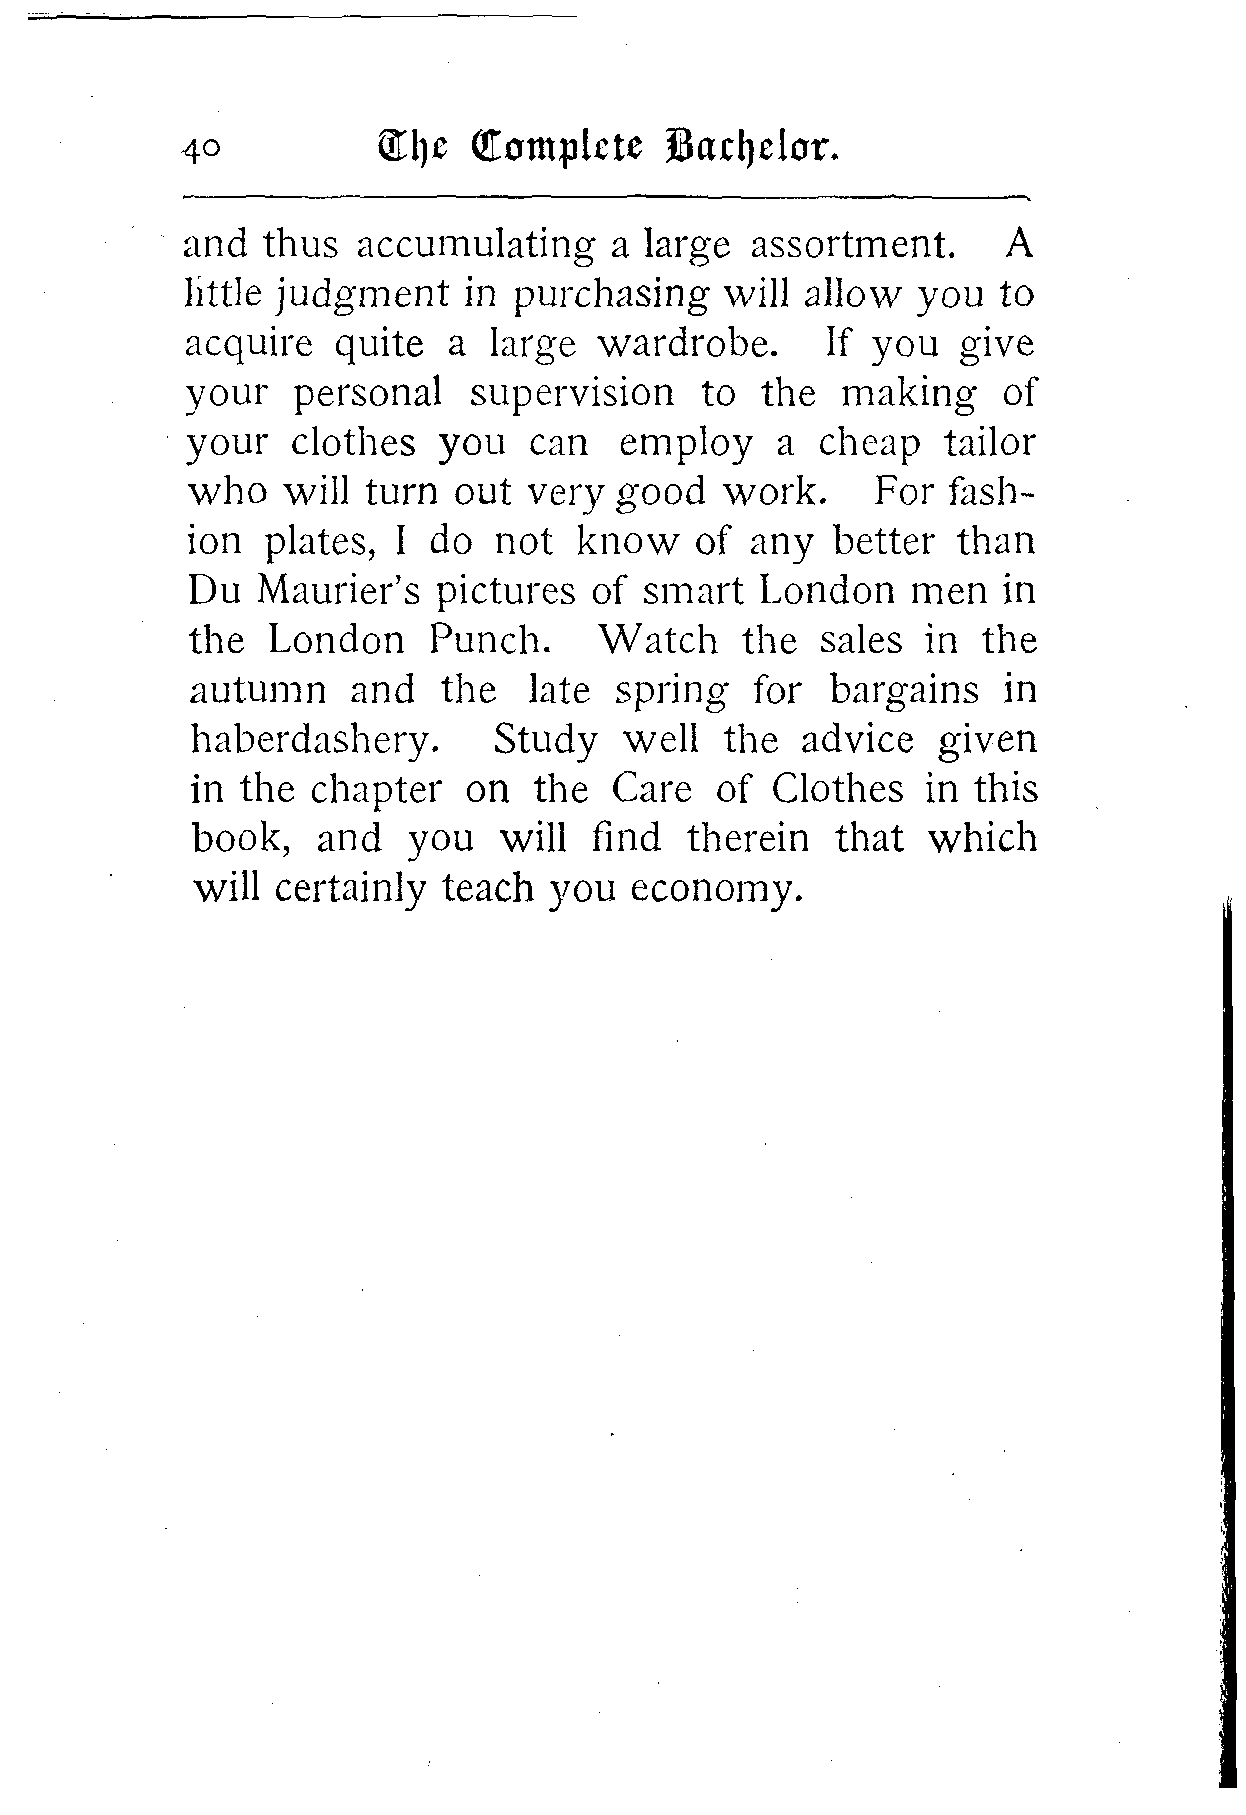 40 The Complete Bachelor.
and thus accumulating a large assortment. A
little judgment in purchasing will allow you to
acquire quite a large wardrobe. If you give
your personal supervision to the making of
your clothes you can employ a cheap tailor
who will turn out very good work. For fash-
ion plates, I do not know of any better than
Du Maurier's pictures of smart London men in
the London Punch. Watch the sales in the
autumn and the late spring for bargains in
haberdashery. Study well the advice given
in the chapter on the Care of Clothes in this
book, and you will find therein that which
will certainly teach you economy.